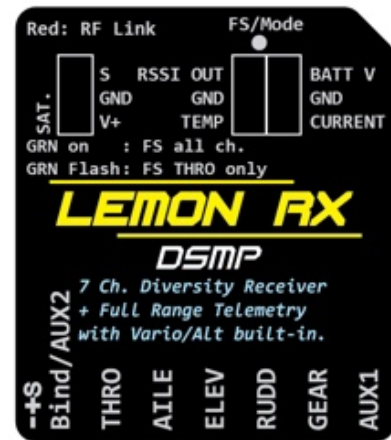 Red: RF Link
FS/Mode
SAT.
S
GND
V+
RSSI OUT
GND
TEMP
BATT V
GND
CURRENT
GRN on : FS all ch.
GRN Flash: FS THRO only
LEMON RX
DSMP
7 Ch. Diversity Receiver
+ Full Range Telemetry
with Vario/Alt built-in.
-+S
Bind/AUX2
THRO
AILE
ELEV
RUDD
GEAR
AUX1